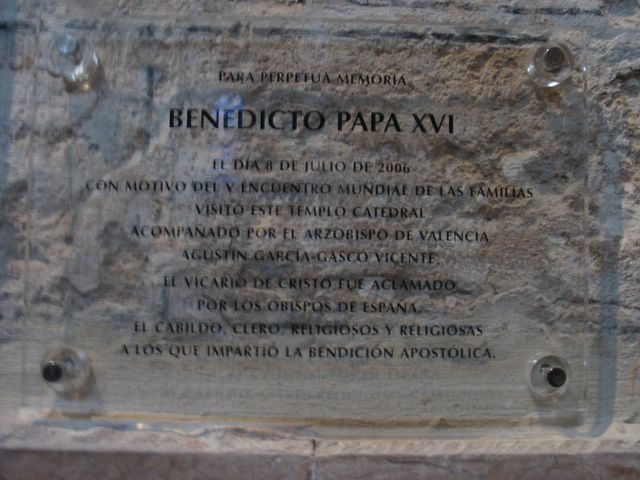 PARA PERPETUA MEMORIA
BENEDICTO PAPA XVI
EL DÍA 8 DE JULIO DE 2006
CON MOTIVO DEL V ENCUENTRO MUNDIAL DE LAS FAMILIAS
VISITÓ ESTE TEMPLO CATEDRAL
ACOMPAÑADO POR EL ARZOBISPO DE VALENCIA
AGUSTÍN GARCÍA-GASCO VICENTE.
EL VICARIO DE CRISTO FUE ACLAMADO
POR LOS OBISPOS DE ESPAÑA,
EL CABILDO, CLERO, RELIGIOSOS Y RELIGIOSAS
A LOS QUE IMPARTIÓ LA BENDICIÓN APOSTÓLICA.